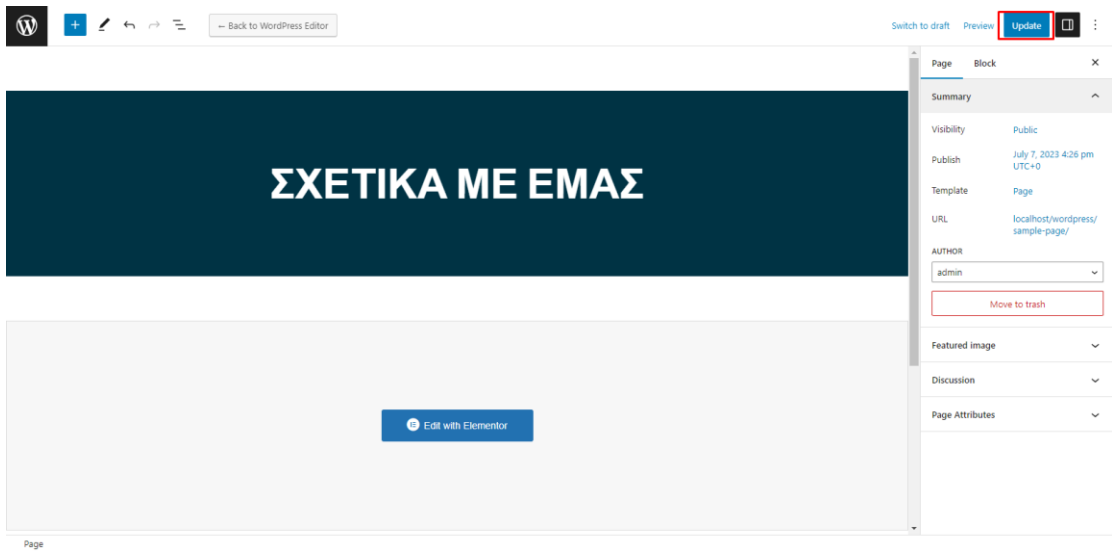 ← Back to WordPress Editor
Switch to draft Preview Update
Page Block
Summary
Visibility Public
Publish July 7, 2023 4:26 pm
UTC+0
Template Page
URL localhost/wordpress/
sample-page/
AUTHOR
admin
Move to trash
Featured image
Discussion
Page Attributes
ΣΧΕΤΙΚΑ ΜΕ ΕΜΑΣ
Edit with Elementor
Page